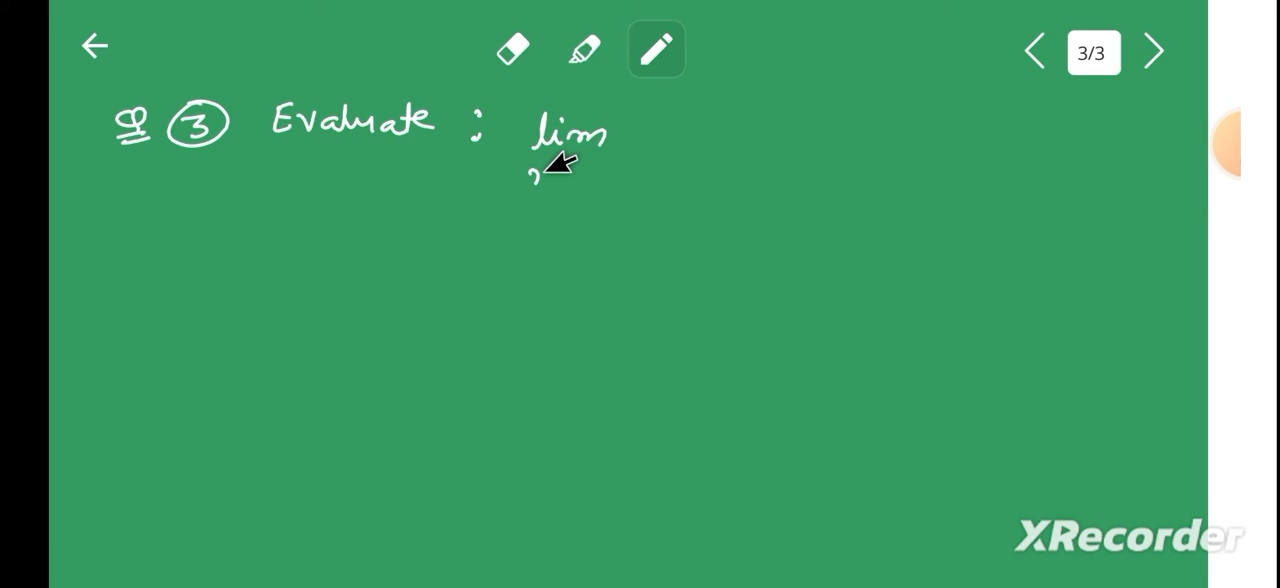 3/3
Q ③ Evaluate : lim
XRecorder